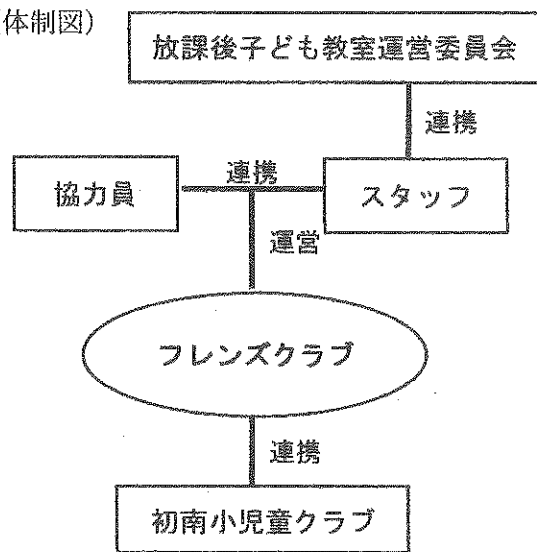 体制図)
放課後子ども教室運営委員会
連携
協力員
連携
スタッフ
運営
フレンズクラブ
連携
初南小児童クラブ